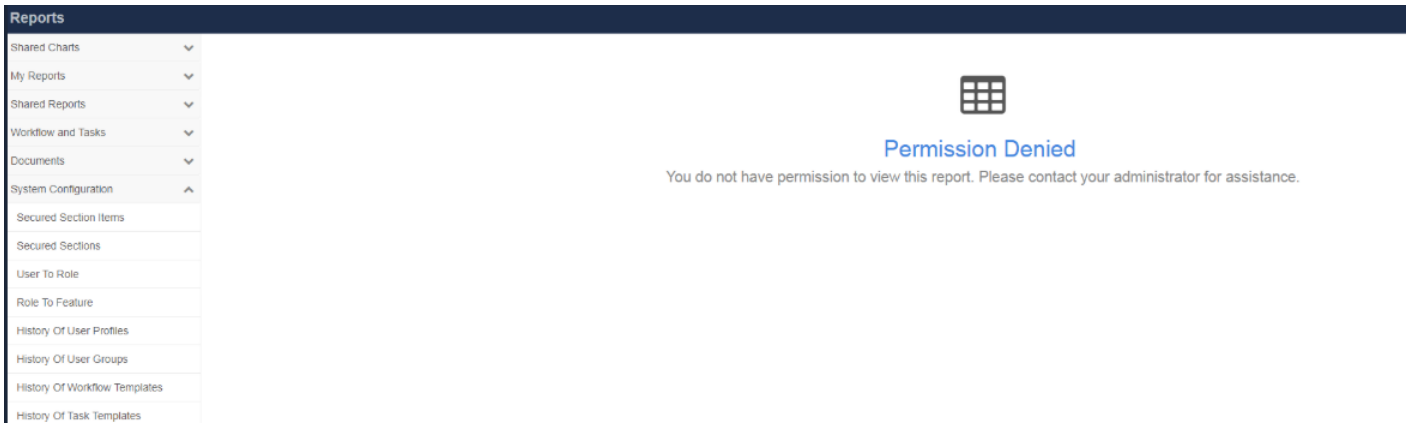 Reports
Shared Charts
My Reports
Shared Reports
Workflow and Tasks
Documents
System Configuration
Secured Section Items
Secured Sections
User To Role
Role To Feature
History Of User Profiles
History Of User Groups
History Of Workflow Templates
History Of Task Templates
Permission Denied
You do not have permission to view this report. Please contact your administrator for assistance.